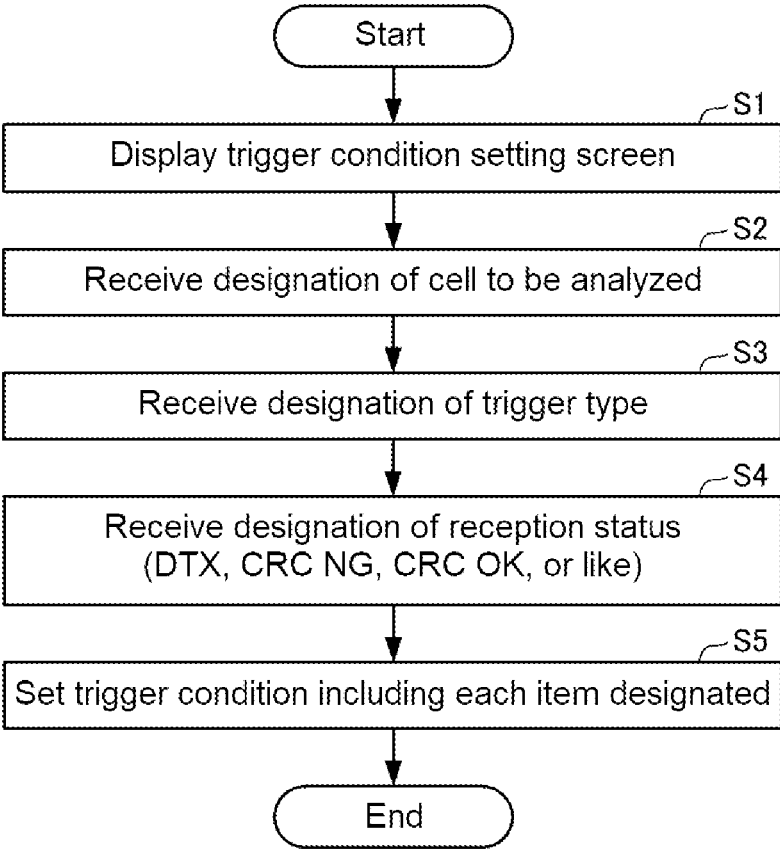 Start
S1
Display trigger condition setting screen
S2
Receive designation of cell to be analyzed
S3
Receive designation of trigger type
S4
Receive designation of reception status
(DTX, CRC NG, CRC OK, or like)
S5
Set trigger condition including each item designated
End